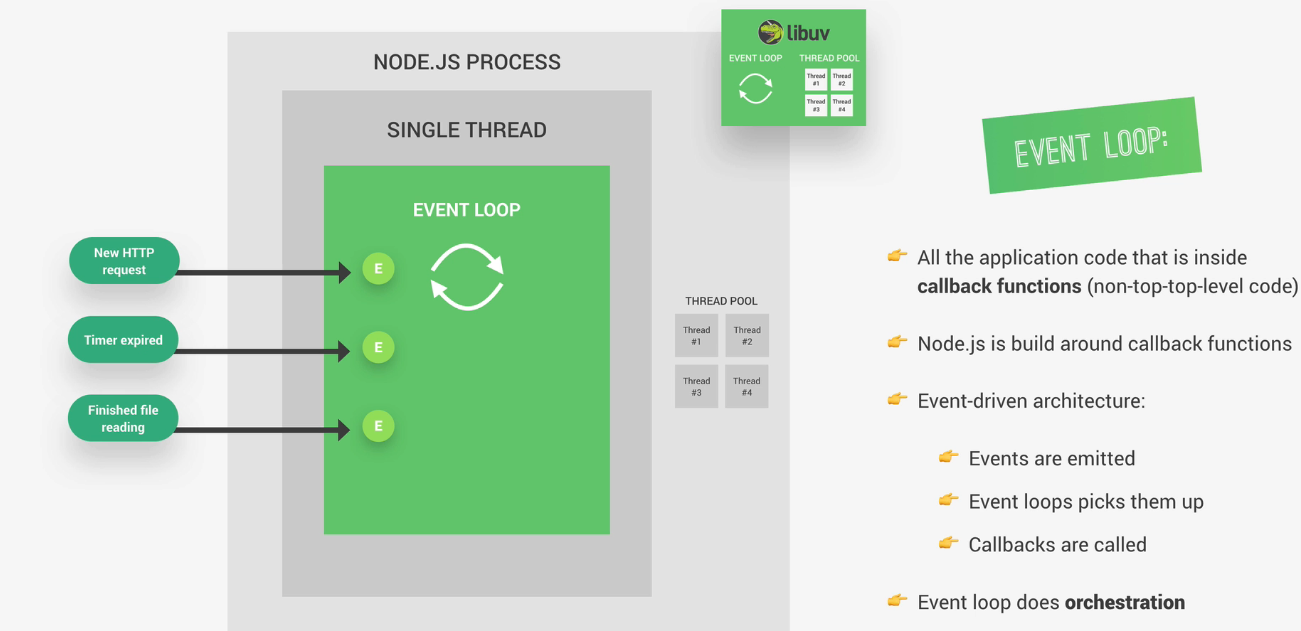 NODE.JS PROCESS
SINGLE THREAD
EVENT LOOP
New HTTP
request
E
Timer expired
E
Finished file
reading
E
THREAD POOL
Thread
#1
Thread
#2
Thread
#3
Thread
#4
libuv
EVENT LOOP
THREAD POOL
Thread
#1
Thread
#2
Thread
#3
Thread
#4
EVENT LOOP:
All the application code that is inside
callback functions (non-top-top-level code)
Node.js is build around callback functions
Event-driven architecture:
Events are emitted
Event loops picks them up
Callbacks are called
Event loop does orchestration